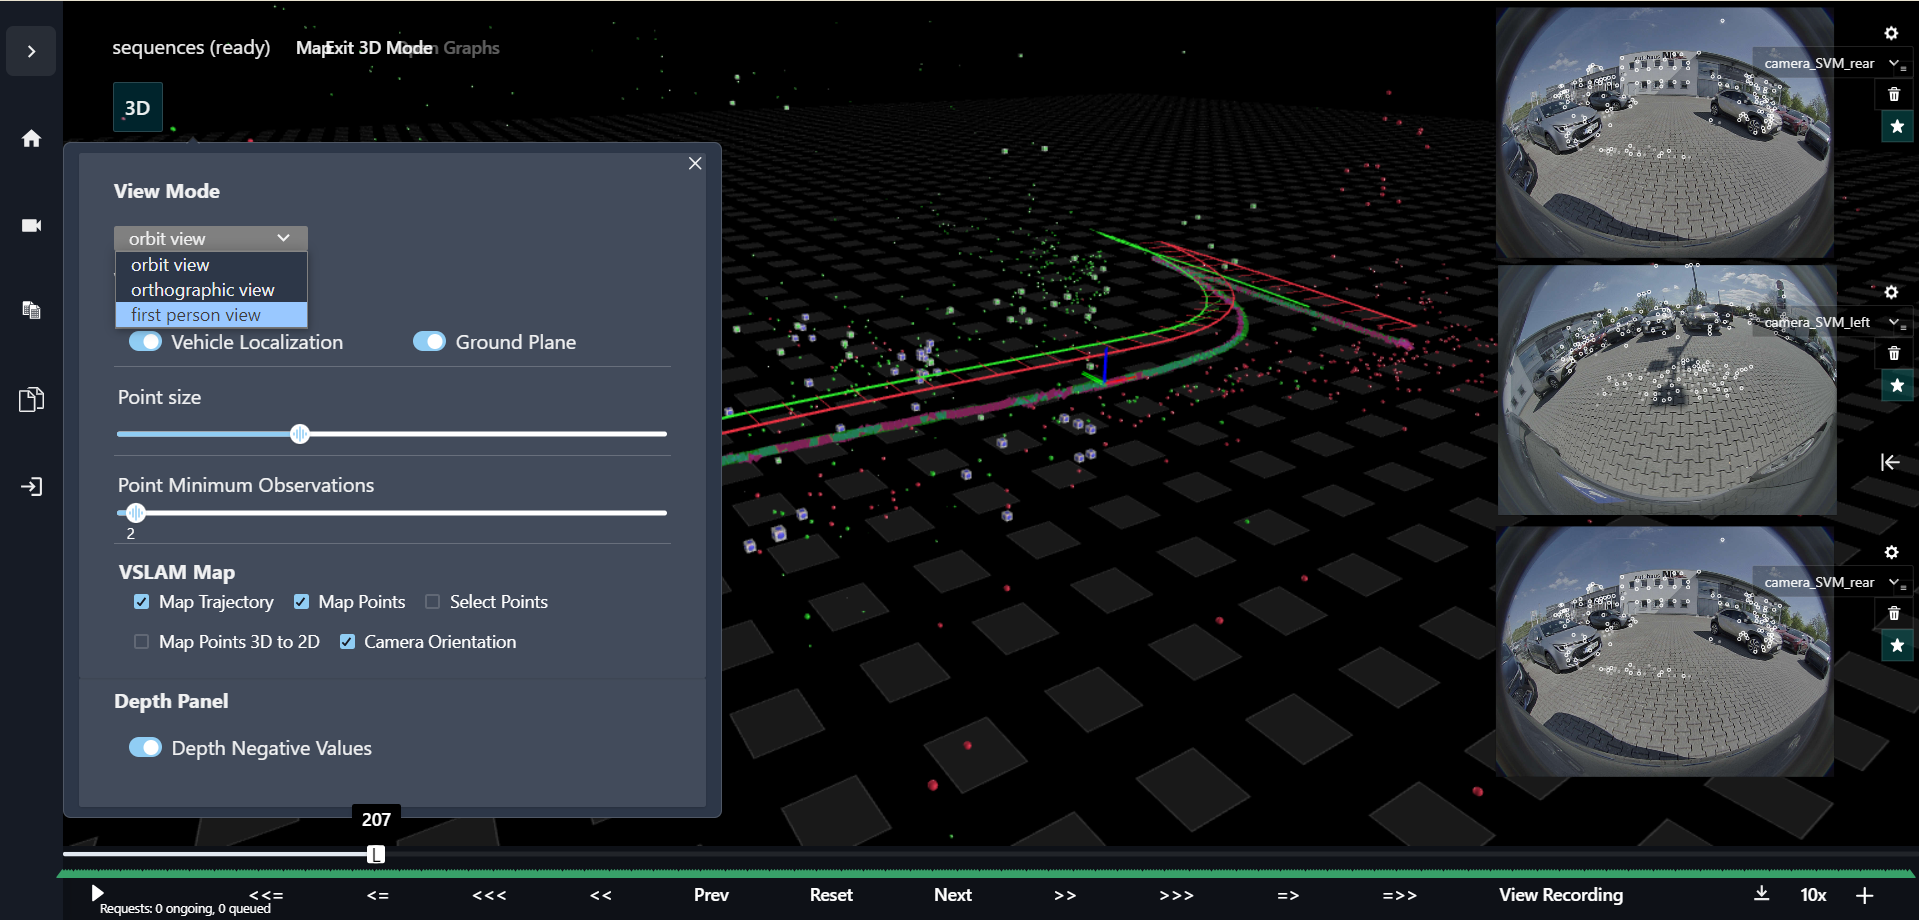 sequences (ready)
Map
Exit 3D Mode
Graphs
3D
View Mode
orbit view
orbit view
orthographic view
first person view
Vehicle Localization
Ground Plane
Point size
Point Minimum Observations
2
VSLAM Map
Map Trajectory
Map Points
Select Points
Map Points 3D to 2D
Camera Orientation
Depth Panel
Depth Negative Values
camera_SVM_rear
camera_SVM_left
camera_SVM_rear
207
L
<<=
<=
<<<
<<
Prev
Reset
Next
>>
>>>
=>
=>>
View Recording
10x
Requests: 0 ongoing, 0 queued